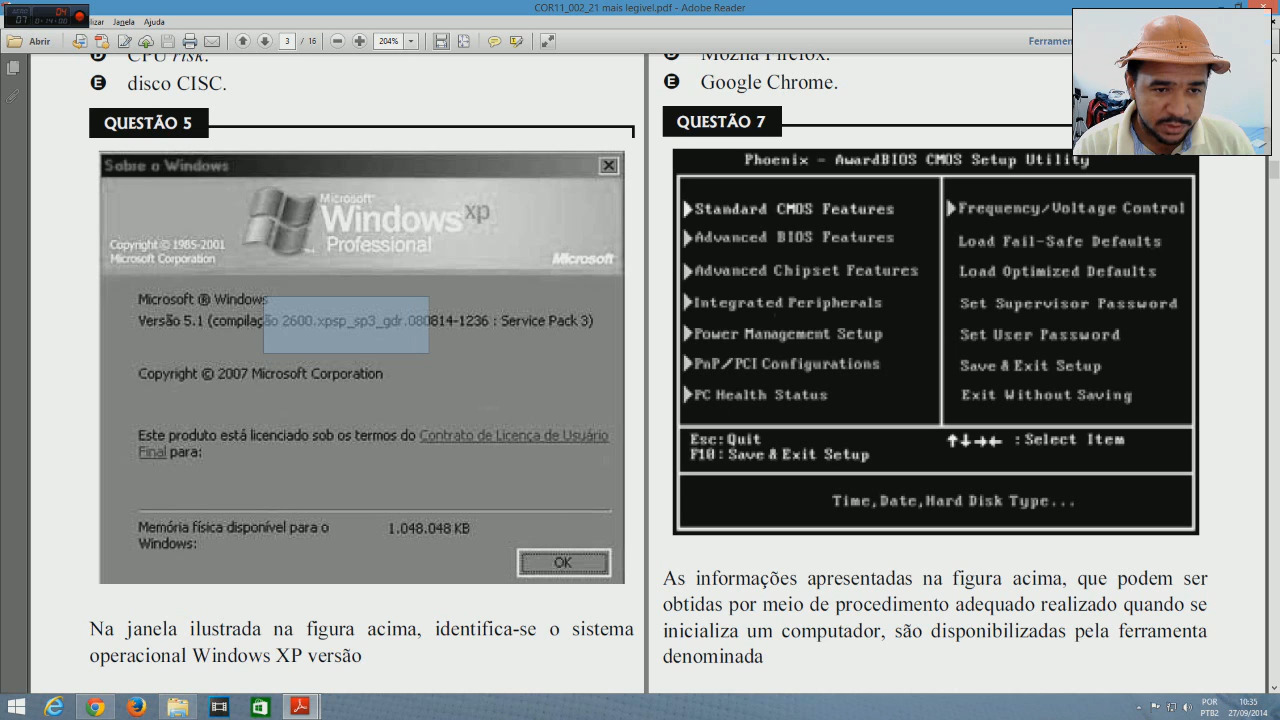 COR11_002_21 mais legivel.pdf - Adobe Reader
Janela Ajuda
Abrir 3 / 16 204% Ferramen
CPU risk.
E disco CISC.
QUESTÃO 5
Sobre o Windows
Microsoft
Windows xp
Professional
Copyright © 1985-2001
Microsoft Corporation
Microsoft
Microsoft ® Windows
Versão 5.1 (compilação 2600.xpsp_sp3_gdr.080814-1236 : Service Pack 3)
Copyright © 2007 Microsoft Corporation
Este produto está licenciado sob os termos do Contrato de Licença de Usuário
Final para:
Memória física disponível para o 1.048.048 KB
Windows:
OK
Na janela ilustrada na figura acima, identifica-se o sistema
operacional Windows XP versão
Mozila Firefox.
E Google Chrome.
QUESTÃO 7
Phoenix - AwardBIOS CMOS Setup Utility
Standard CMOS Features
Advanced BIOS Features
Advanced Chipset Features
Integrated Peripherals
Power Management Setup
PnP/PCI Configurations
PC Health Status
Frequency/Voltage Control
Load Fail-Safe Defaults
Load Optimized Defaults
Set Supervisor Password
Set User Password
Save & Exit Setup
Exit Without Saving
Esc:Quit
F10:Save & Exit Setup
↑↓→← :Select Item
Time,Date,Hard Disk Type...
As informações apresentadas na figura acima, que podem ser
obtidas por meio de procedimento adequado realizado quando se
inicializa um computador, são disponibilizadas pela ferramenta
denominada
POR
PTB2
10:35
27/09/2014